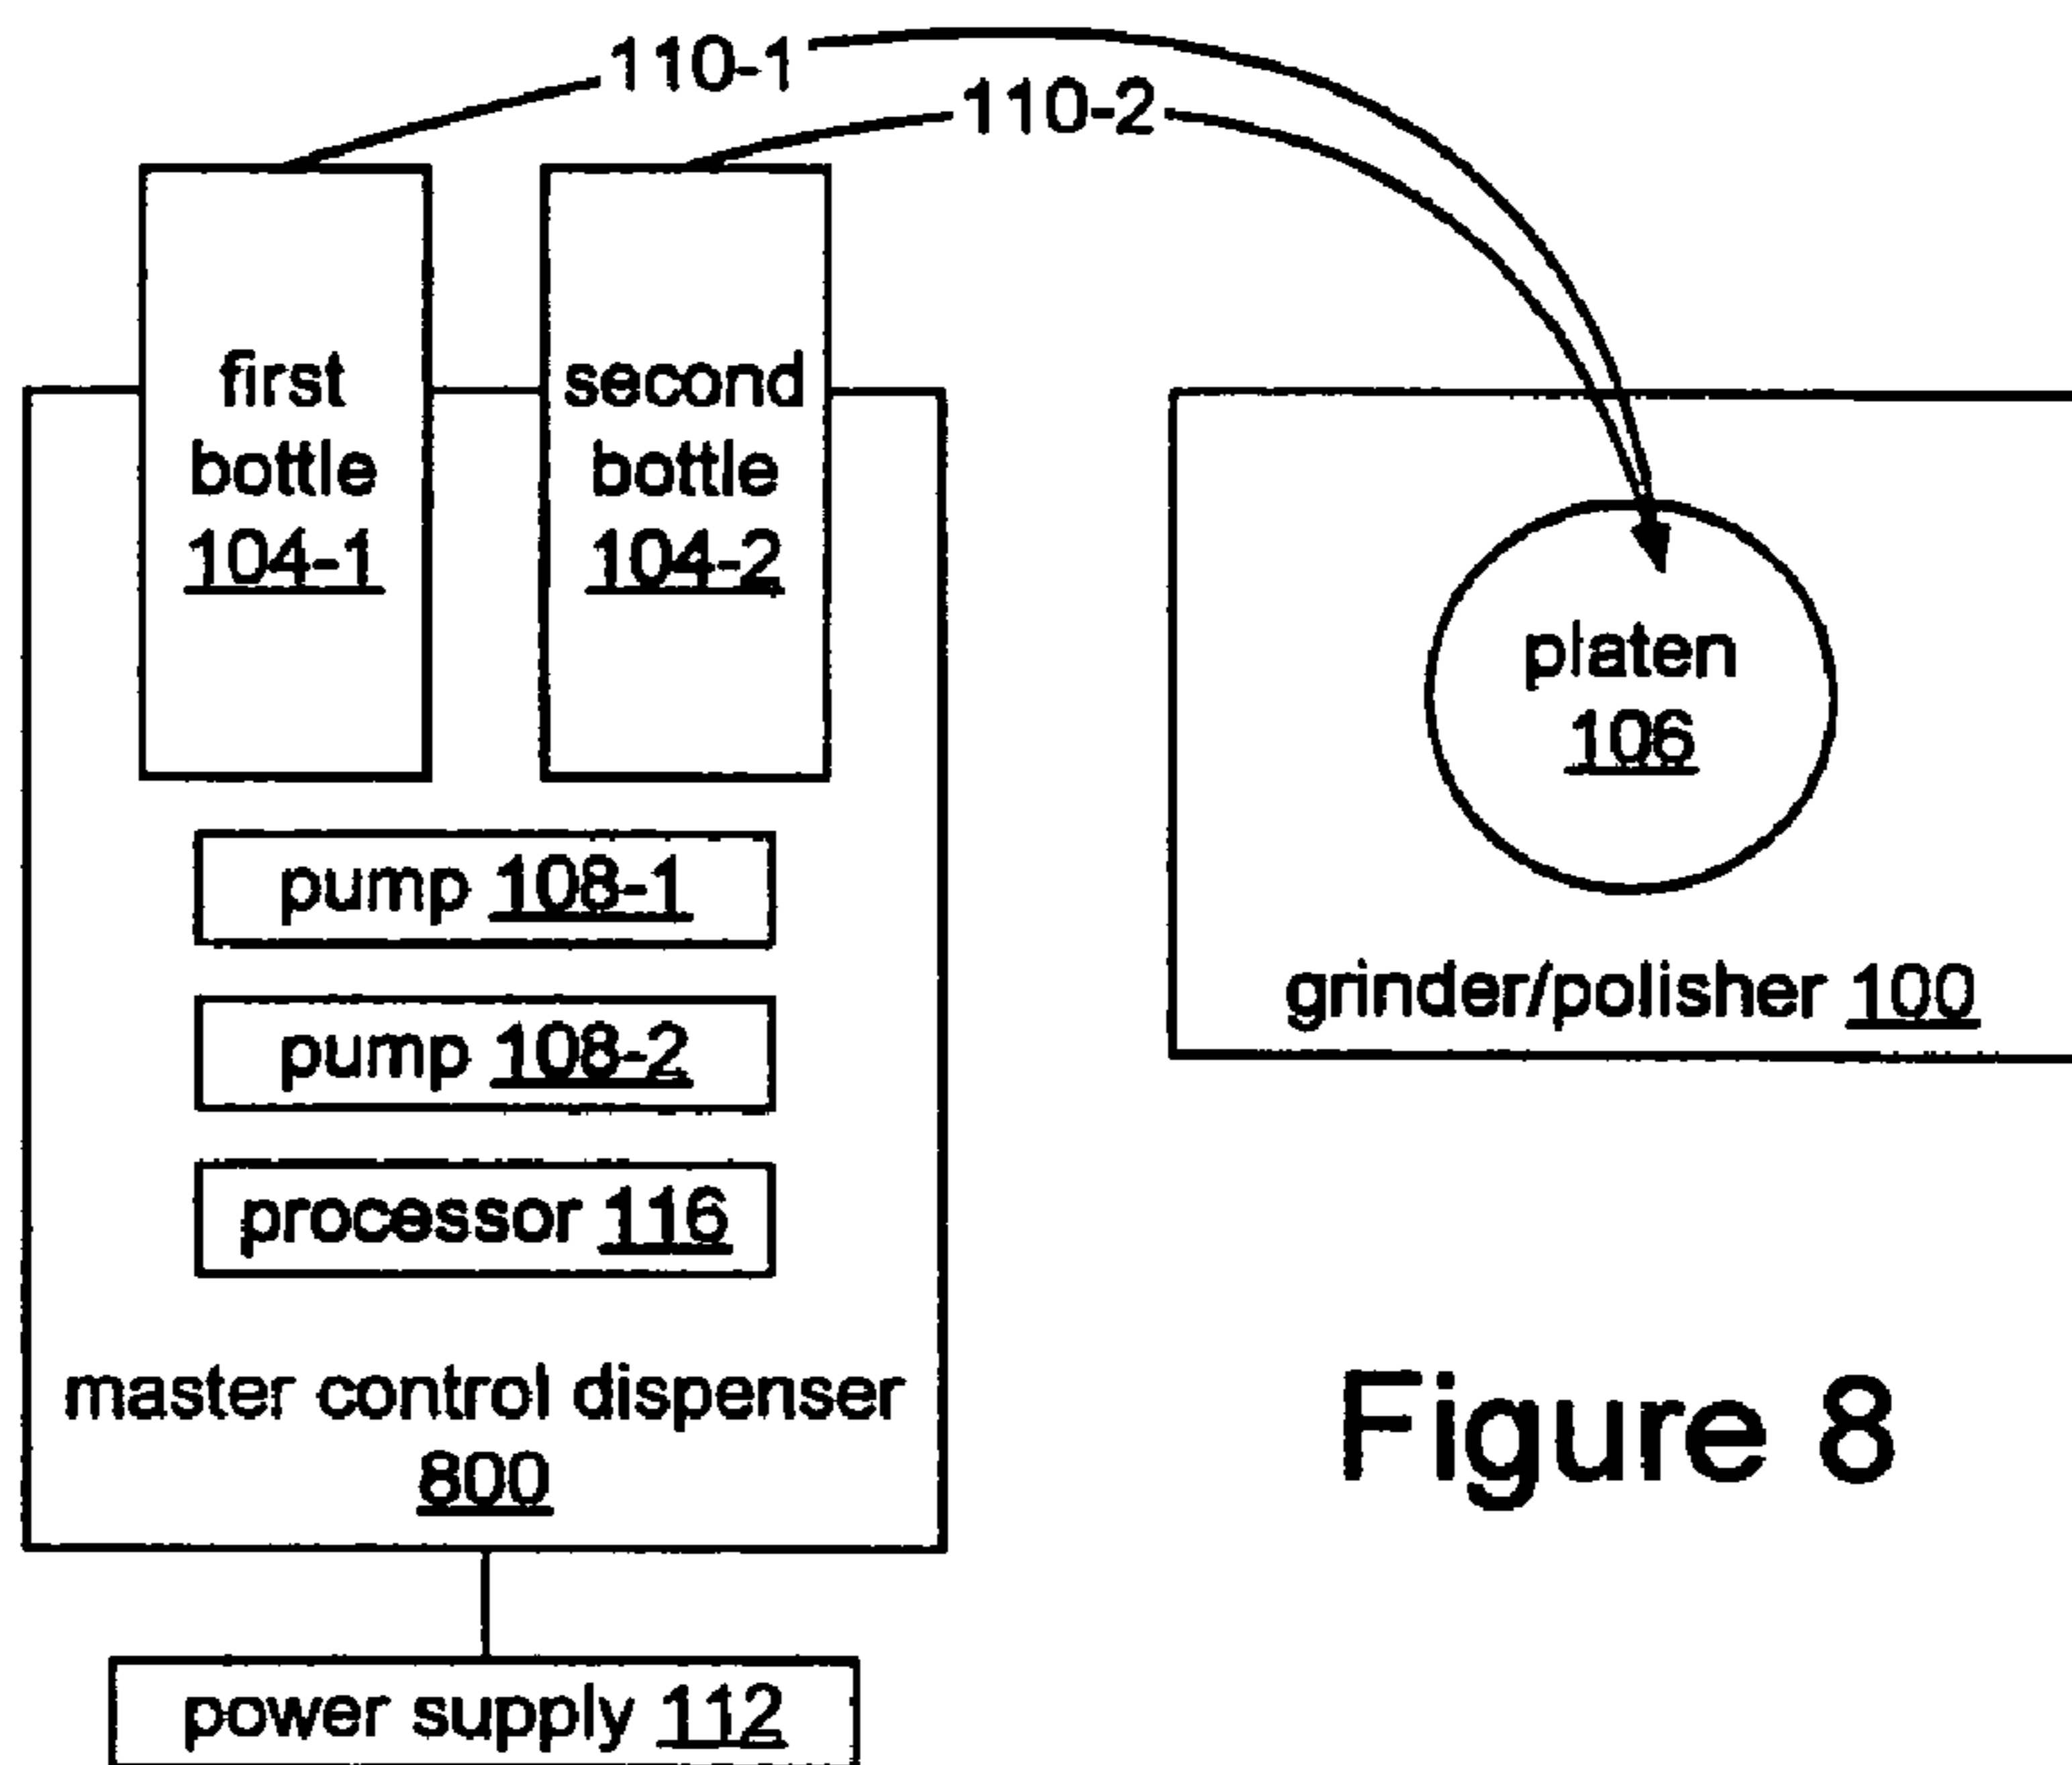 110-1
110-2
first
bottle
104-1
second
bottle
104-2
pump 108-1
pump 108-2
processor 116
master control dispenser
800
power supply 112
platen
106
grinder/polisher 100
Figure 8